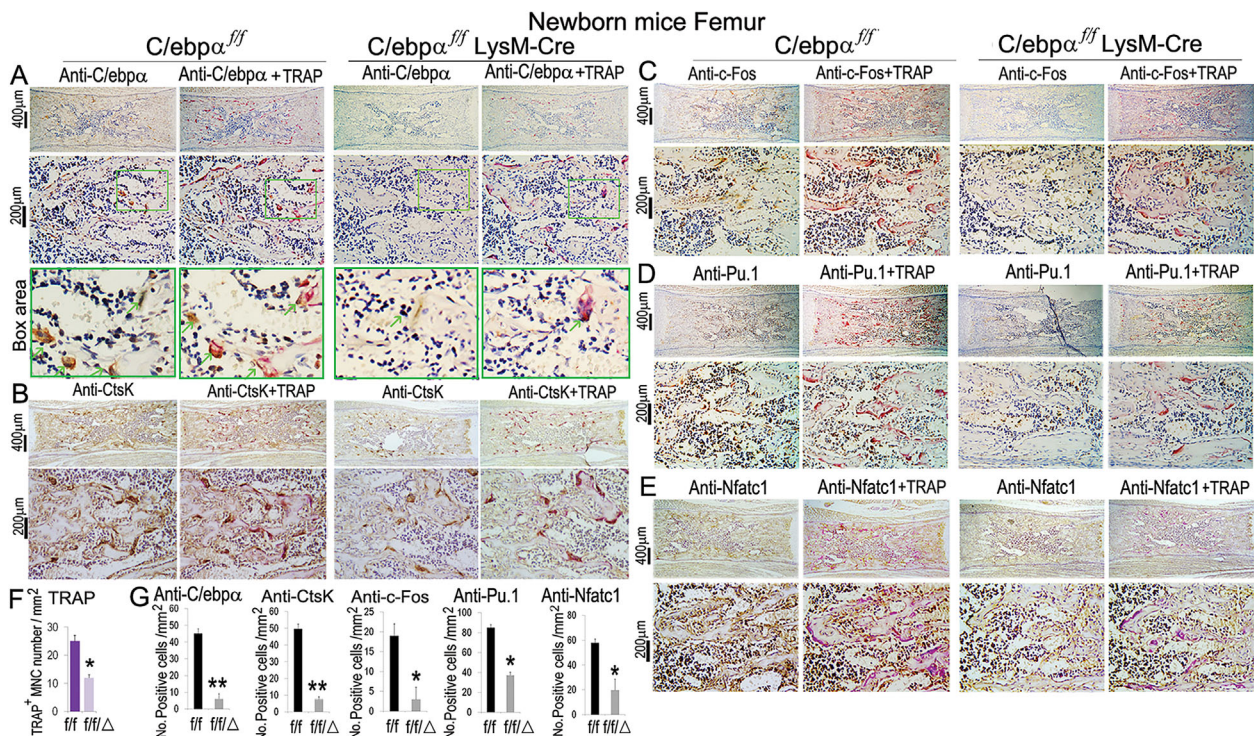 Newborn mice Femur
C/ebpα f/f
C/ebpα f/f LysM-Cre
C/ebpα f/f
C/ebpα f/f LysM-Cre
A
Anti-C/ebpα
Anti-C/ebpα+TRAP
Anti-C/ebpα
Anti-C/ebpα+TRAP
400μm
200μm
Box area
B
Anti-CtsK
Anti-CtsK+TRAP
Anti-CtsK
Anti-CtsK+TRAP
400μm
200μm
C
Anti-c-Fos
Anti-c-Fos+TRAP
Anti-c-Fos
Anti-c-Fos+TRAP
400μm
200μm
D
Anti-Pu.1
Anti-Pu.1+TRAP
Anti-Pu.1
Anti-Pu.1+TRAP
400μm
200μm
E
Anti-Nfatc1
Anti-Nfatc1+TRAP
Anti-Nfatc1
Anti-Nfatc1+TRAP
400μm
200μm
F
TRAP
TRAP+ MNC number / mm2
30
20
10
0
*
f/f f/f/△
G
Anti-C/ebpα
No.Positive cells /mm2
60
50
40
30
20
10
0
**
f/f f/f/△
Anti-CtsK
No.Positive cells /mm2
60
50
40
30
20
10
0
**
f/f f/f/△
Anti-c-Fos
No.Positive cells /mm2
25
20
15
10
5
0
*
f/f f/f/△
Anti-Pu.1
No.Positive cells /mm2
100
80
60
40
20
0
*
f/f f/f/△
Anti-Nfatc1
No.Positive cells /mm2
80
60
40
20
0
*
f/f f/f/△